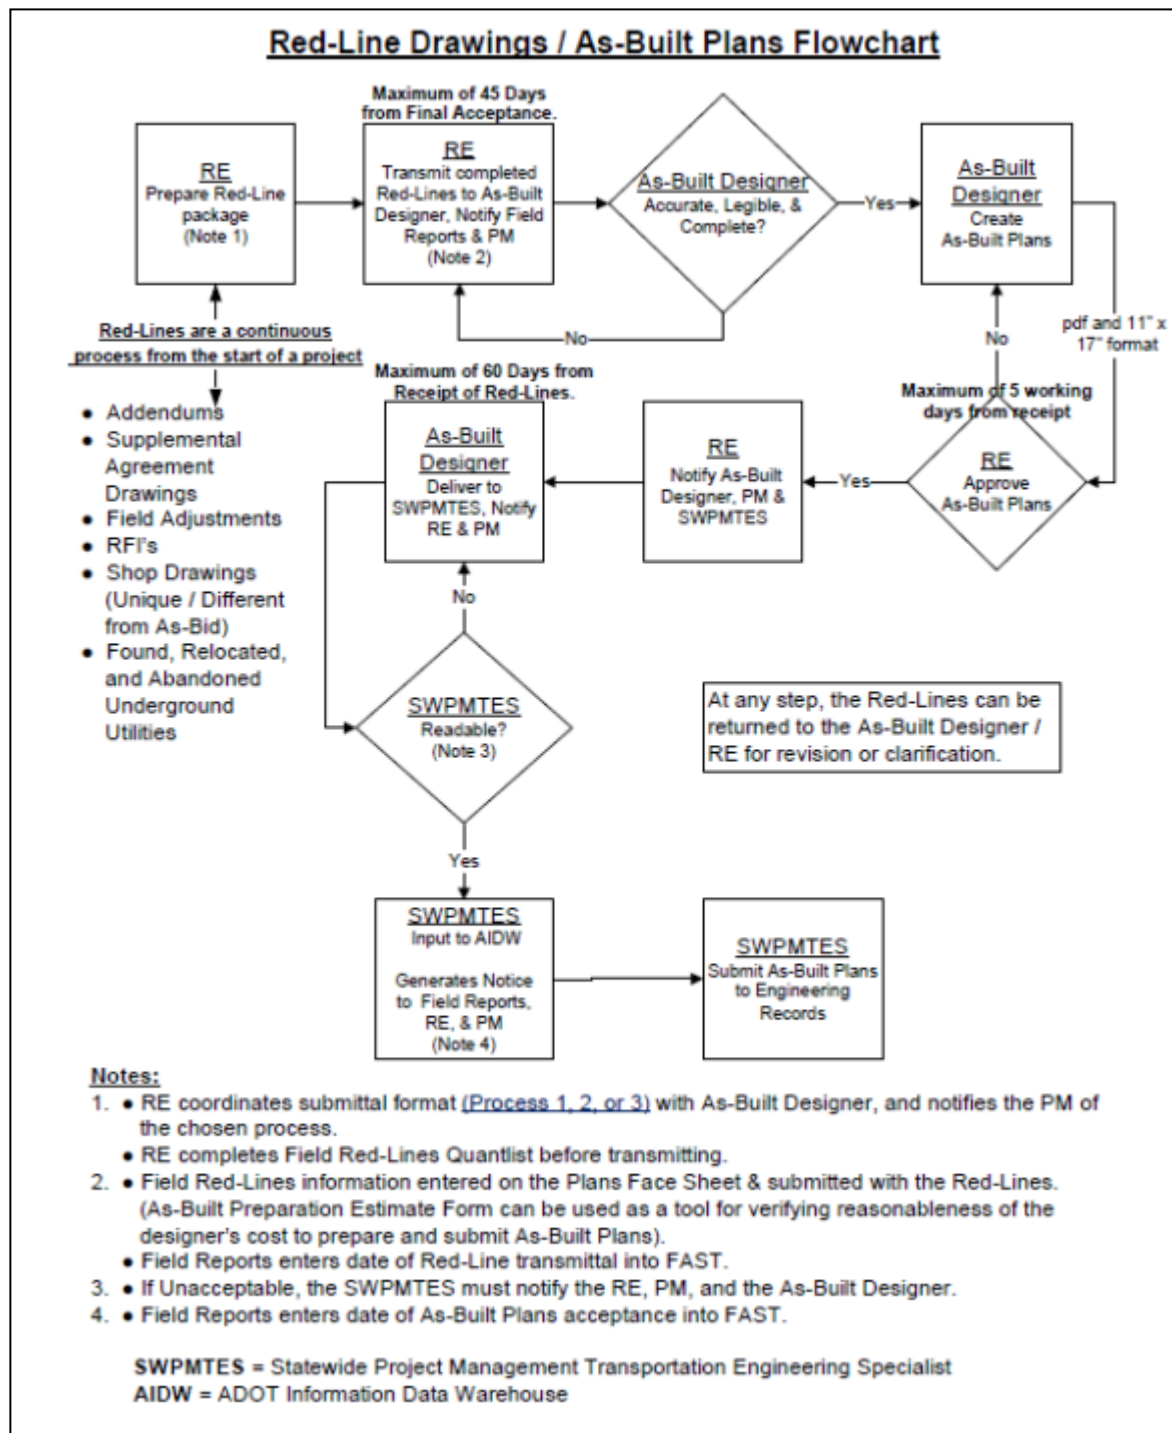 Red-Line Drawings / As-Built Plans Flowchart
Maximum of 45 Days
from Final Acceptance.
RE
Prepare Red-Line
package
(Note 1)
RE
Transmit completed
Red-Lines to As-Built
Designer, Notify Field
Reports & PM
(Note 2)
As-Built Designer
Accurate, Legible, &
Complete?
Yes
No
As-Built
Designer
Create
As-Built Plans
pdf and 11" x
17" format
No
Maximum of 5 working
days from receipt
RE
Approve
As-Built Plans
Yes
RE
Notify As-Built
Designer, PM &
SWPMTES
Maximum of 60 Days from
Receipt of Red-Lines.
As-Built
Designer
Deliver to
SWPMTES, Notify
RE & PM
No
Red-Lines are a continuous
process from the start of a project
● Addendums
● Supplemental
Agreement
Drawings
● Field Adjustments
● RFI's
● Shop Drawings
(Unique / Different
from As-Bid)
● Found, Relocated,
and Abandoned
Underground
Utilities
SWPMTES
Readable?
(Note 3)
Yes
At any step, the Red-Lines can be
returned to the As-Built Designer /
RE for revision or clarification.
SWPMTES
Input to AIDW
Generates Notice
to Field Reports,
RE, & PM
(Note 4)
SWPMTES
Submit As-Built Plans
to Engineering
Records
Notes:
1. ● RE coordinates submittal format (Process 1, 2, or 3) with As-Built Designer, and notifies the PM of
the chosen process.
● RE completes Field Red-Lines Quantlist before transmitting.
2. ● Field Red-Lines information entered on the Plans Face Sheet & submitted with the Red-Lines.
(As-Built Preparation Estimate Form can be used as a tool for verifying reasonableness of the
designer's cost to prepare and submit As-Built Plans).
● Field Reports enters date of Red-Line transmittal into FAST.
3. ● If Unacceptable, the SWPMTES must notify the RE, PM, and the As-Built Designer.
4. ● Field Reports enters date of As-Built Plans acceptance into FAST.
SWPMTES = Statewide Project Management Transportation Engineering Specialist
AIDW = ADOT Information Data Warehouse